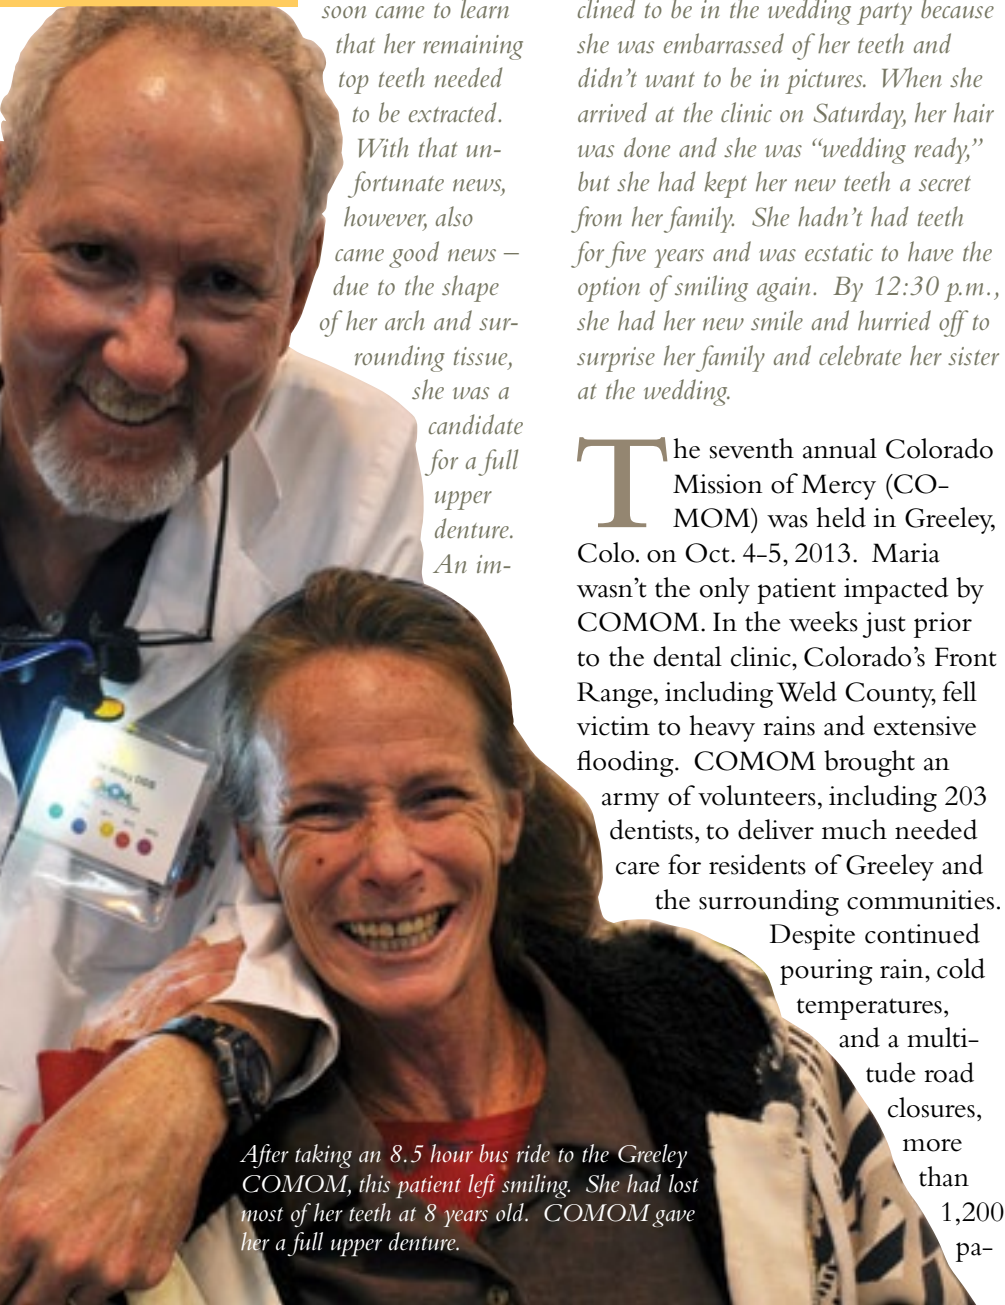 soon came to learn
that her remaining
top teeth needed
to be extracted.
With that un-
fortunate news,
however, also
came good news –
due to the shape
of her arch and sur-
rounding tissue,
she was a
candidate
for a full
upper
denture.
An im-
clined to be in the wedding party because
she was embarrassed of her teeth and
didn’t want to be in pictures.  When she
arrived at the clinic on Saturday, her hair
was done and she was “wedding ready,”
but she had kept her new teeth a secret
from her family.  She hadn’t had teeth
for five years and was ecstatic to have the
option of smiling again.  By 12:30 p.m.,
she had her new smile and hurried off to
surprise her family and celebrate her sister
at the wedding.
The seventh annual Colorado
Mission of Mercy (CO-
MOM) was held in Greeley,
Colo. on Oct. 4-5, 2013.  Maria
wasn’t the only patient impacted by
COMOM. In the weeks just prior
to the dental clinic, Colorado’s Front
Range, including Weld County, fell
victim to heavy rains and extensive
flooding.  COMOM brought an
army of volunteers, including 203
dentists, to deliver much needed
care for residents of Greeley and
the surrounding communities.
Despite continued
pouring rain, cold
temperatures,
and a multi-
tude road
closures,
more
than
1,200
pa-
After taking an 8.5 hour bus ride to the Greeley
COMOM, this patient left smiling.  She had lost
most of her teeth at 8 years old.  COMOM gave
her a full upper denture.
DDS